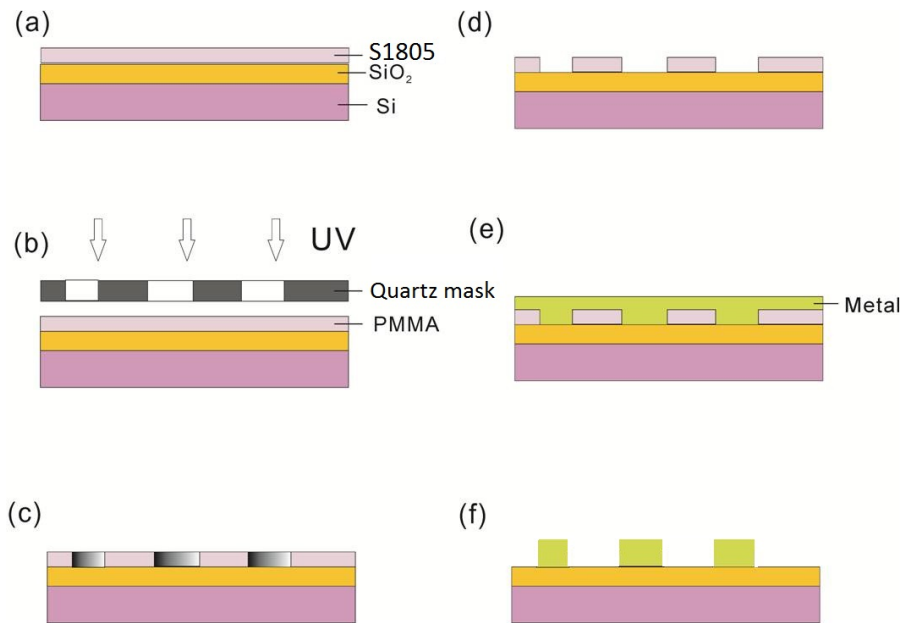 (a)
S1805
SiO₂
Si
(b)
UV
Quartz mask
PMMA
(c)
(d)
(e)
Metal
(f)